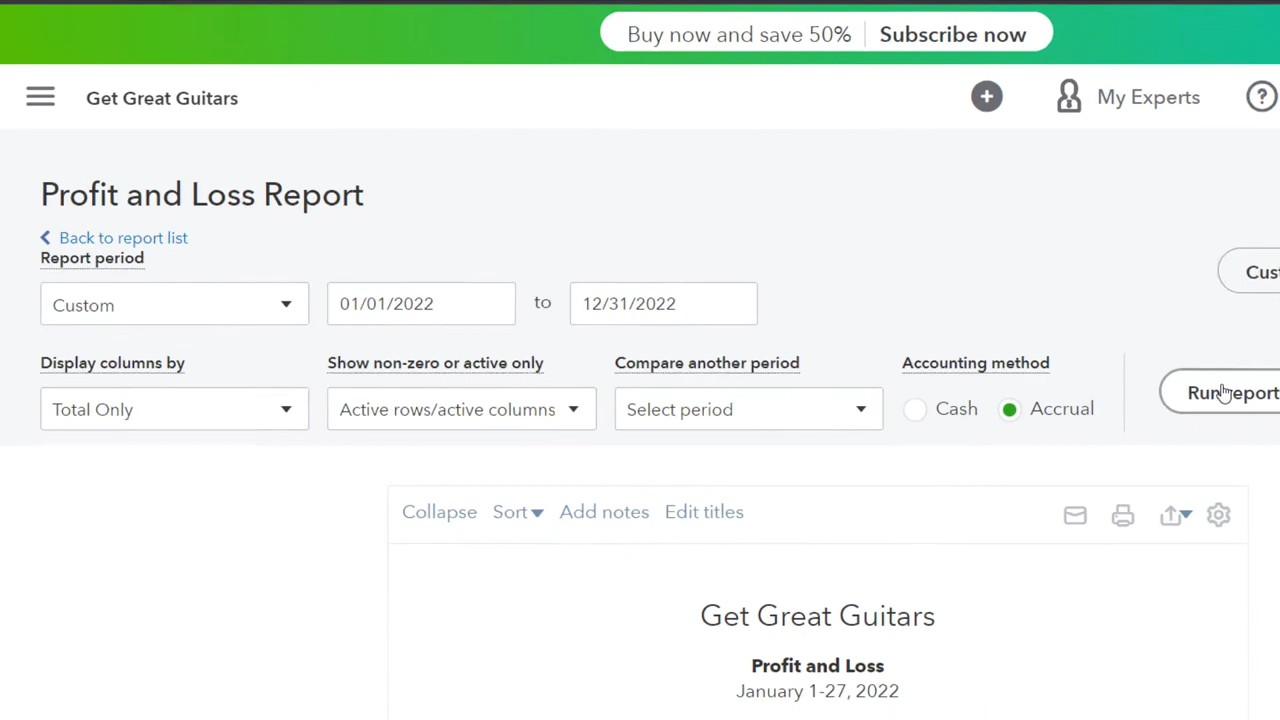 Buy now and save 50% Subscribe now
Get Great Guitars My Experts
Profit and Loss Report
Back to report list
Report period
Custom 01/01/2022 to 12/31/2022
Display columns by Show non-zero or active only Compare another period Accounting method
Total Only Active rows/active columns Select period Cash Accrual Run report
Collapse Sort Add notes Edit titles
Get Great Guitars
Profit and Loss
January 1-27, 2022